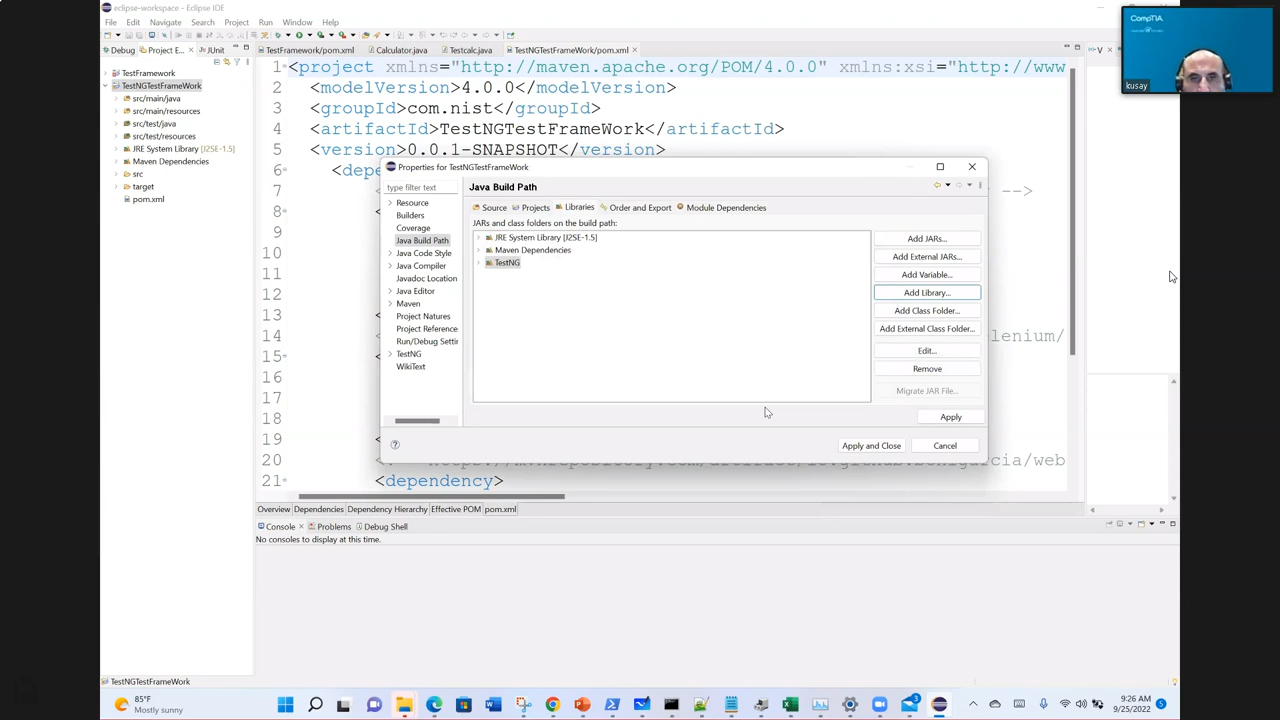 eclipse-workspace - Eclipse IDE
File Edit Navigate Search Project Run Window Help
CompTIA
kusay
Debug Project E... JUnit
TestFramework/pom.xml Calculator.java Testcalc.java TestNGTestFrameWork/pom.xml
TestFramework
TestNGTestFrameWork
src/main/java
src/main/resources
src/test/java
src/test/resources
JRE System Library [J2SE-1.5]
Maven Dependencies
src
target
pom.xml
1 <project xmlns="http://maven.apache.org/POM/4.0.0" xmlns:xsi="http://www
2 <modelVersion>4.0.0</modelVersion>
3 <groupId>com.nist</groupId>
4 <artifactId>TestNGTestFrameWork</artifactId>
5 <version>0.0.1-SNAPSHOT</version>
6 <depe
7 -->
8
9
10
11
12
13
14 lenium/
15
16
17
18
19
20
21 <dependency>
Properties for TestNGTestFrameWork
type filter text
Resource
Builders
Coverage
Java Build Path
Java Code Style
Java Compiler
Javadoc Location
Java Editor
Maven
Project Natures
Project Reference
Run/Debug Settin
TestNG
WikiText
Java Build Path
Source Projects Libraries Order and Export Module Dependencies
JARs and class folders on the build path:
JRE System Library [J2SE-1.5]
Maven Dependencies
TestNG
Add JARs...
Add External JARs...
Add Variable...
Add Library...
Add Class Folder...
Add External Class Folder...
Edit...
Remove
Migrate JAR File...
Apply
Apply and Close Cancel
Overview Dependencies Dependency Hierarchy Effective POM pom.xml
Console Problems Debug Shell
No consoles to display at this time.
TestNGTestFrameWork
85°F
Mostly sunny
9:26 AM
9/25/2022